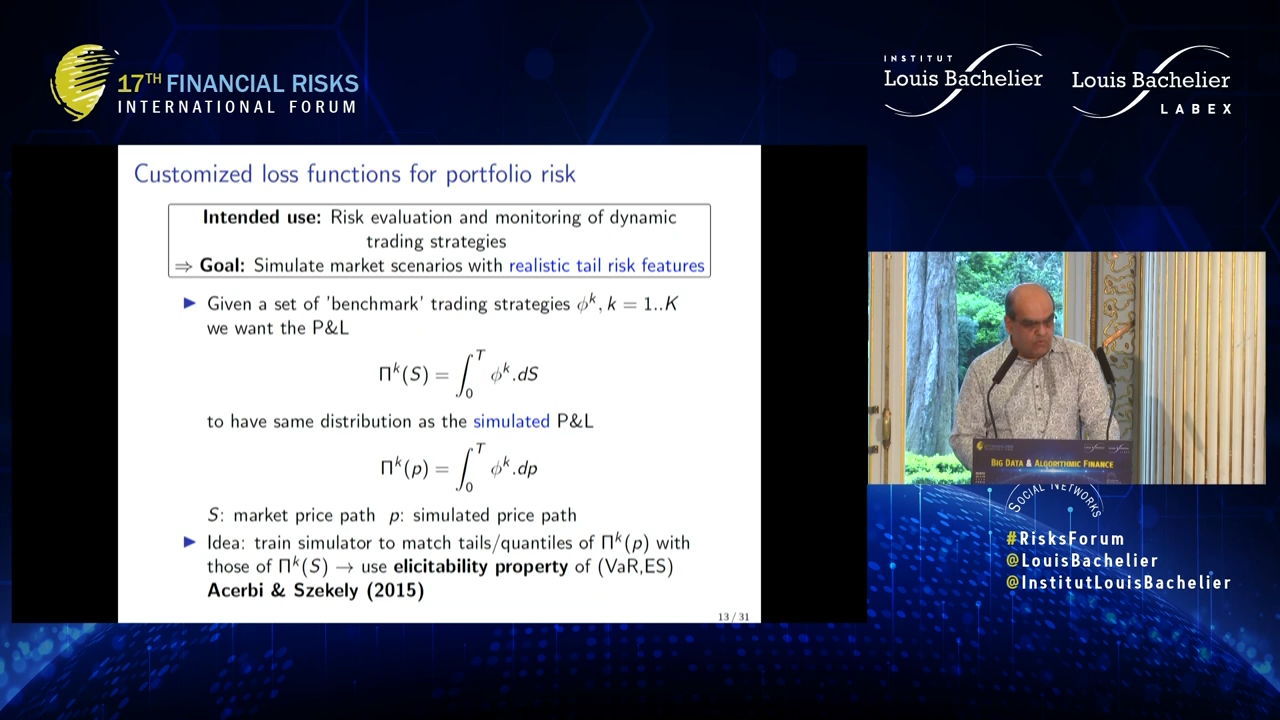 17TH FINANCIAL RISKS
INTERNATIONAL FORUM
INSTITUT
Louis Bachelier
Louis Bachelier
LABEX
Customized loss functions for portfolio risk
Intended use: Risk evaluation and monitoring of dynamic
trading strategies
⇒ Goal: Simulate market scenarios with realistic tail risk features
▶ Given a set of 'benchmark' trading strategies ϕ^k, k = 1..K
we want the P&L
Π^k(S) = ∫_0^T ϕ^k.dS
to have same distribution as the simulated P&L
Π^k(p) = ∫_0^T ϕ^k.dp
S: market price path p: simulated price path
▶ Idea: train simulator to match tails/quantiles of Π^k(p) with
those of Π^k(S) → use elicitability property of (VaR,ES)
Acerbi & Szekely (2015)
13 / 31
BIG DATA & ALGORITHMIC FINANCE
SOCIAL NETWORKS
#RisksForum
@LouisBachelier
@InstitutLouisBachelier